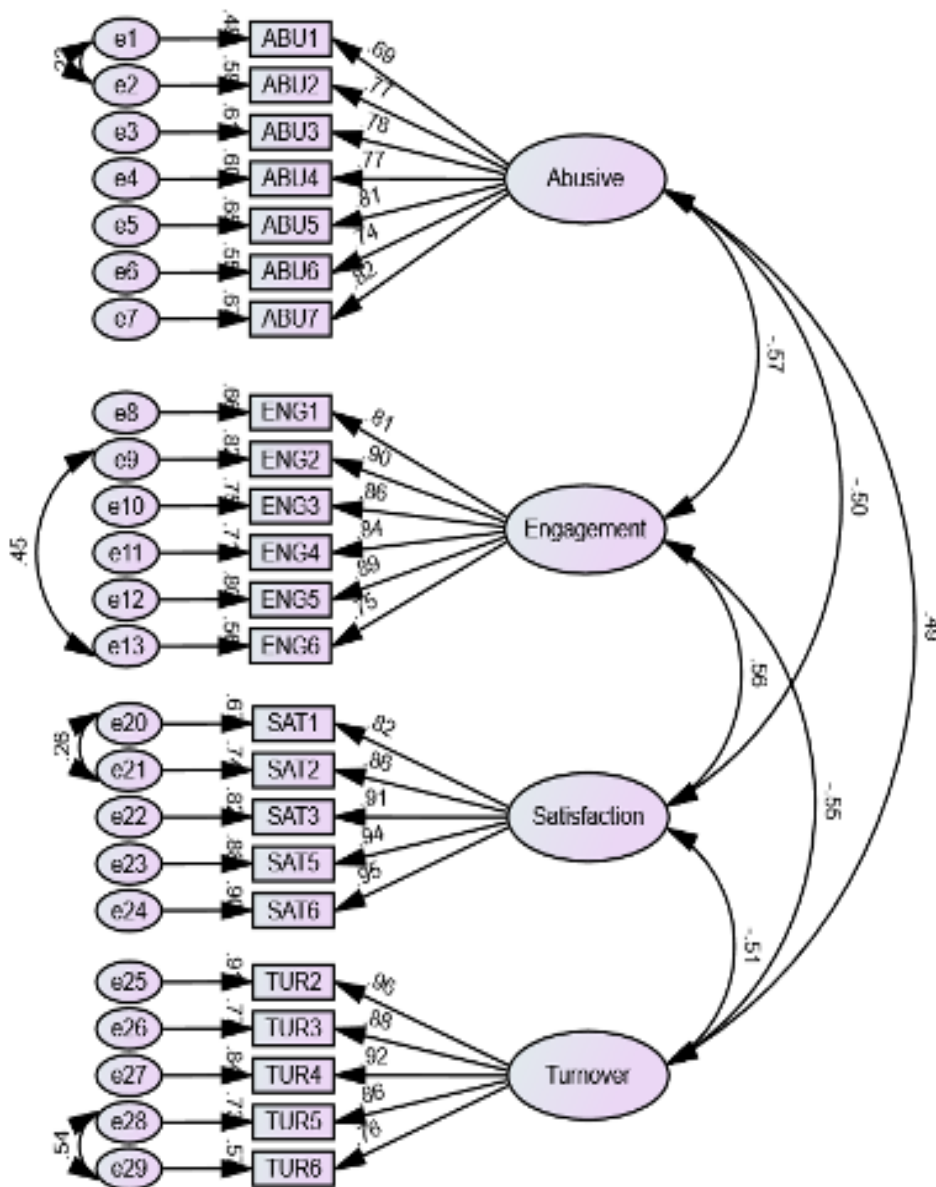 e1 ABU1 .69
e2 ABU2 .77
e3 ABU3 .78
e4 ABU4 .77
e5 ABU5 .81
e6 ABU6 .74
e7 ABU7 .82
Abusive
e8 ENG1 .81
e9 ENG2 .90
e10 ENG3 .86
e11 ENG4 .84
e12 ENG5 .89
e13 ENG6 .75
.45
Engagement
e20 SAT1 .82
e21 SAT2 .86
e22 SAT3 .91
e23 SAT5 .94
e24 SAT6 .95
Satisfaction
e25 TUR2 .96
e26 TUR3 .88
e27 TUR4 .92
e28 TUR5 .86
e29 TUR6 .76
.54
Turnover
-.57
-.50
.56
-.55
-.51